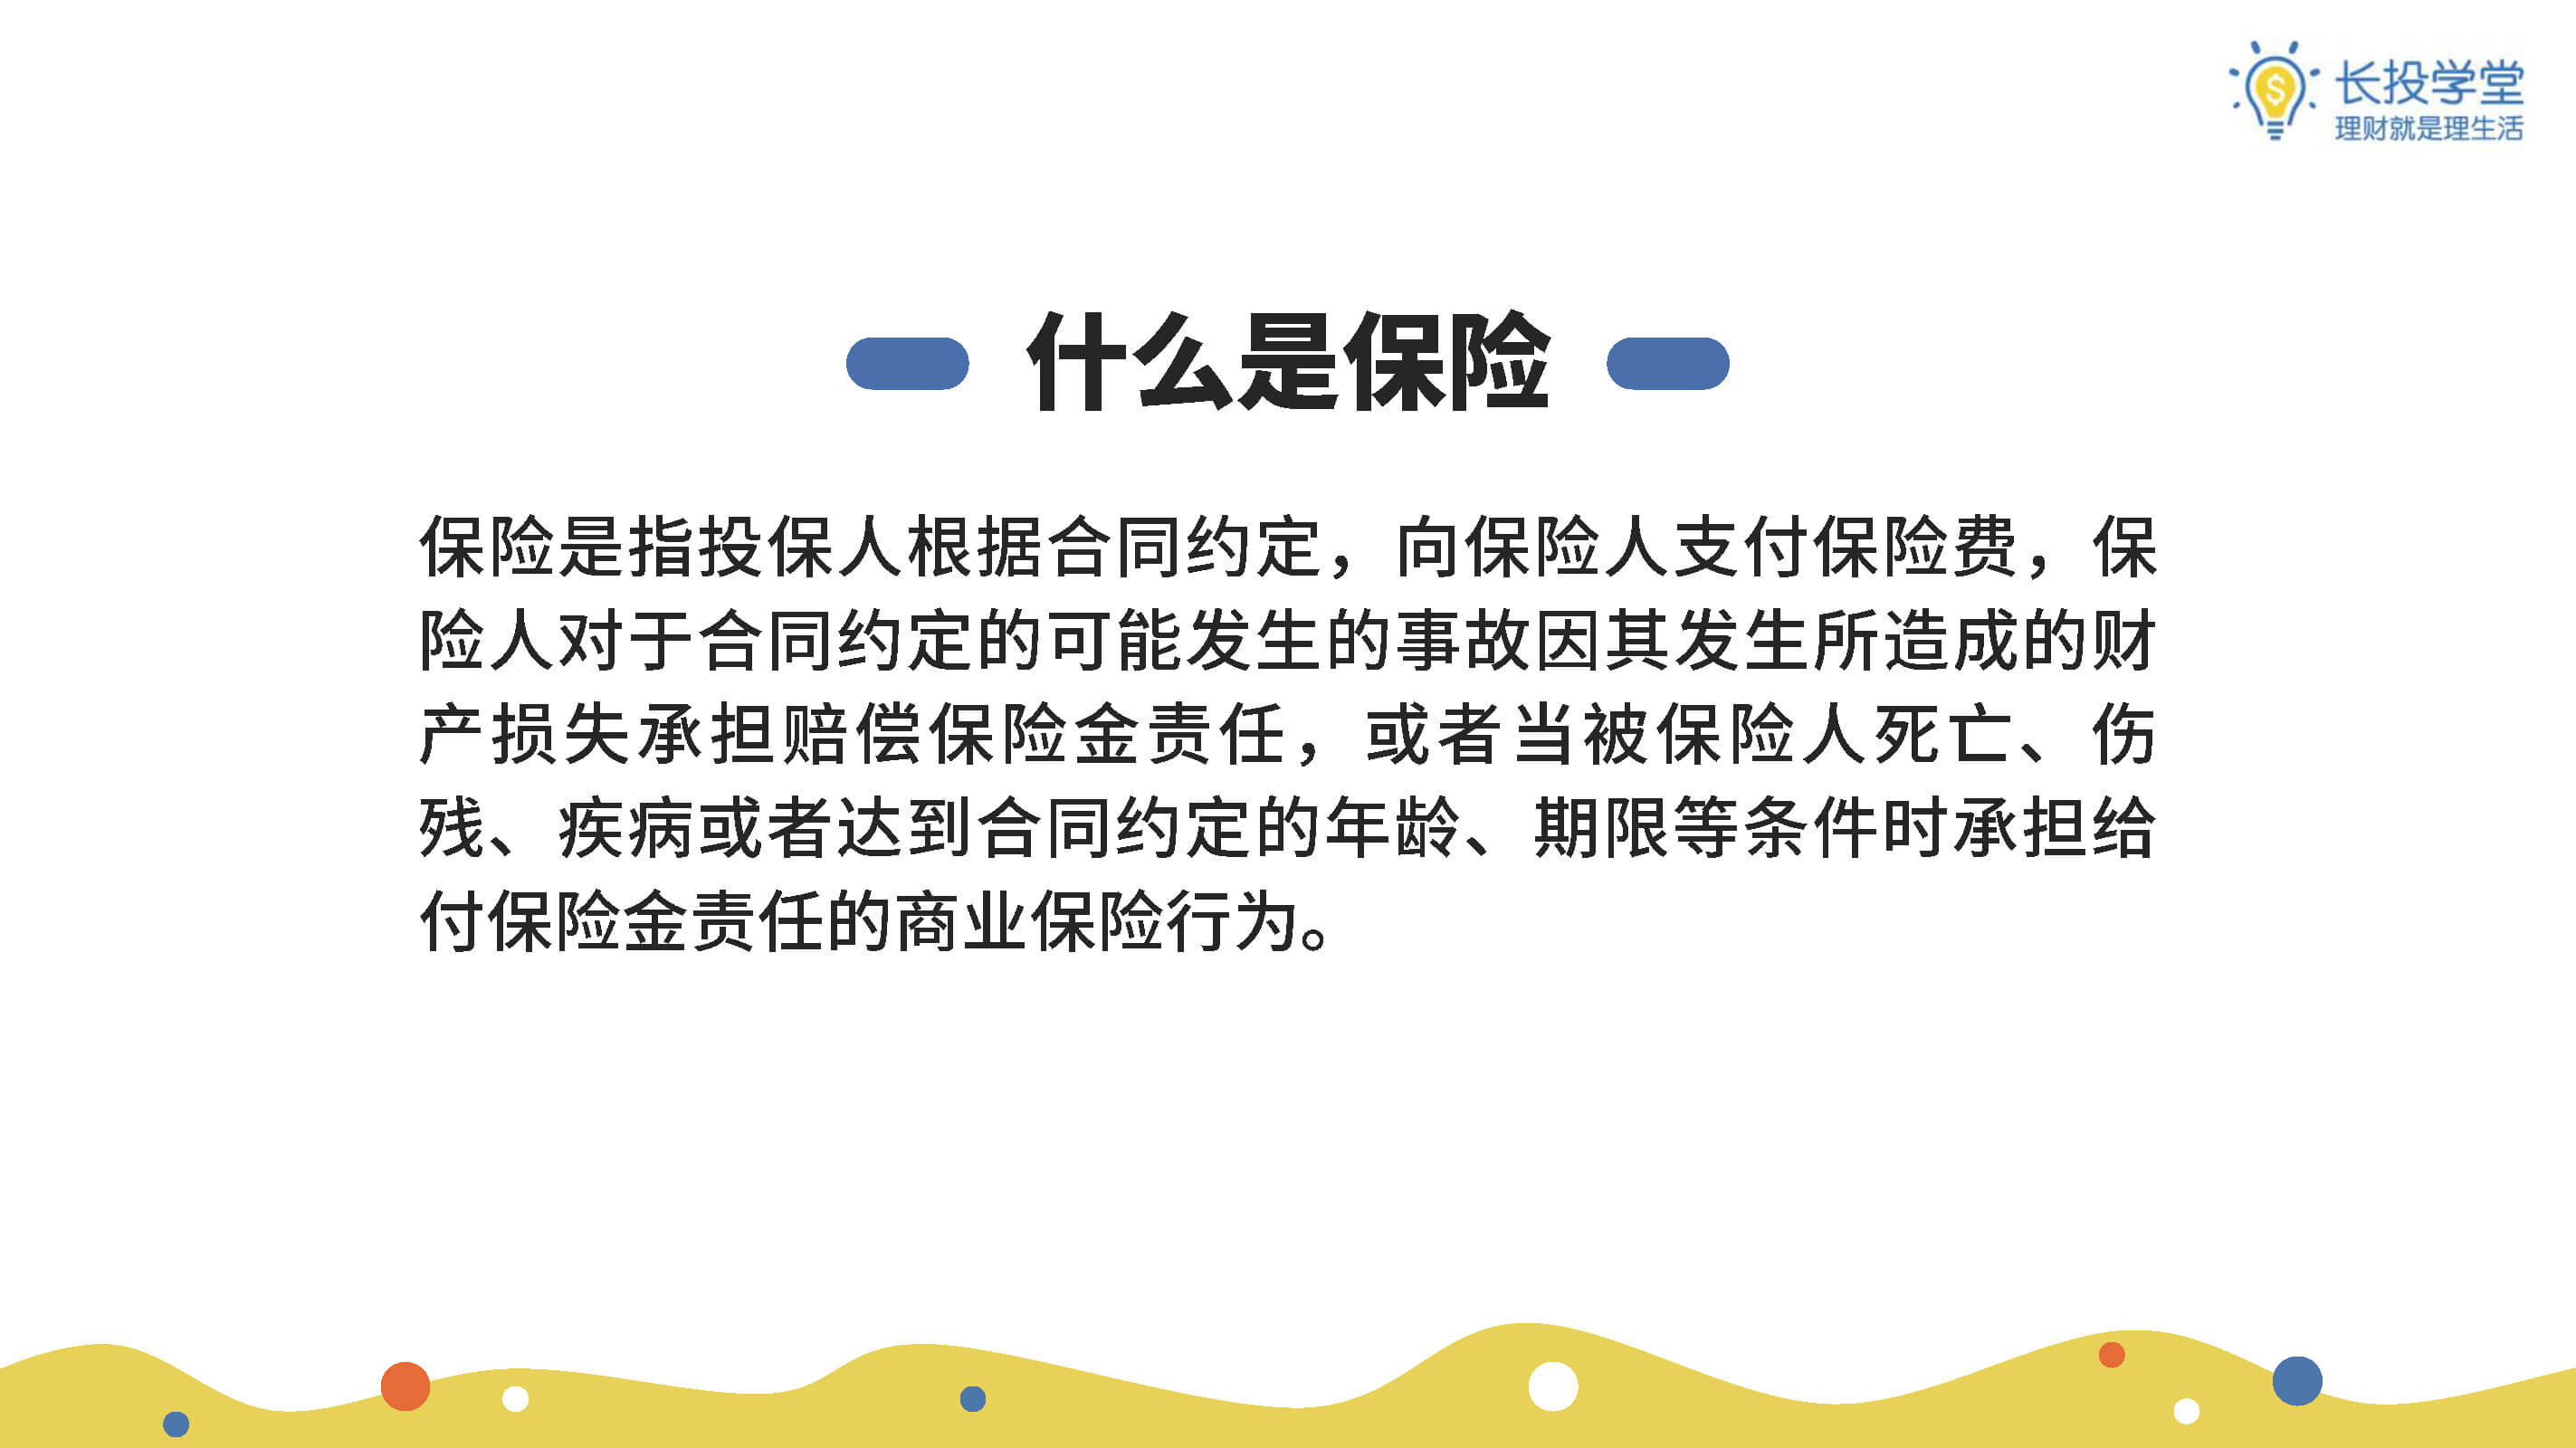 长投学堂
理财就是理生活
什么是保险
保险是指投保人根据合同约定，向保险人支付保险费，保
险人对于合同约定的可能发生的事故因其发生所造成的财
产损失承担赔偿保险金责任，或者当被保险人死亡、伤
残、疾病或者达到合同约定的年龄、期限等条件时承担给
付保险金责任的商业保险行为。